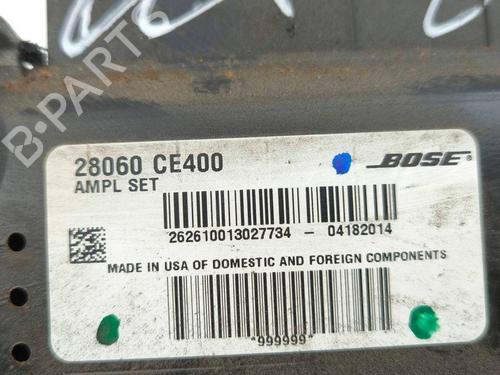 B-PARTS
28060 CE400
BOSE®
AMPL SET
262610013027734 - 04182014
MADE IN USA OF DOMESTIC AND FOREIGN COMPONENTS
*999999*